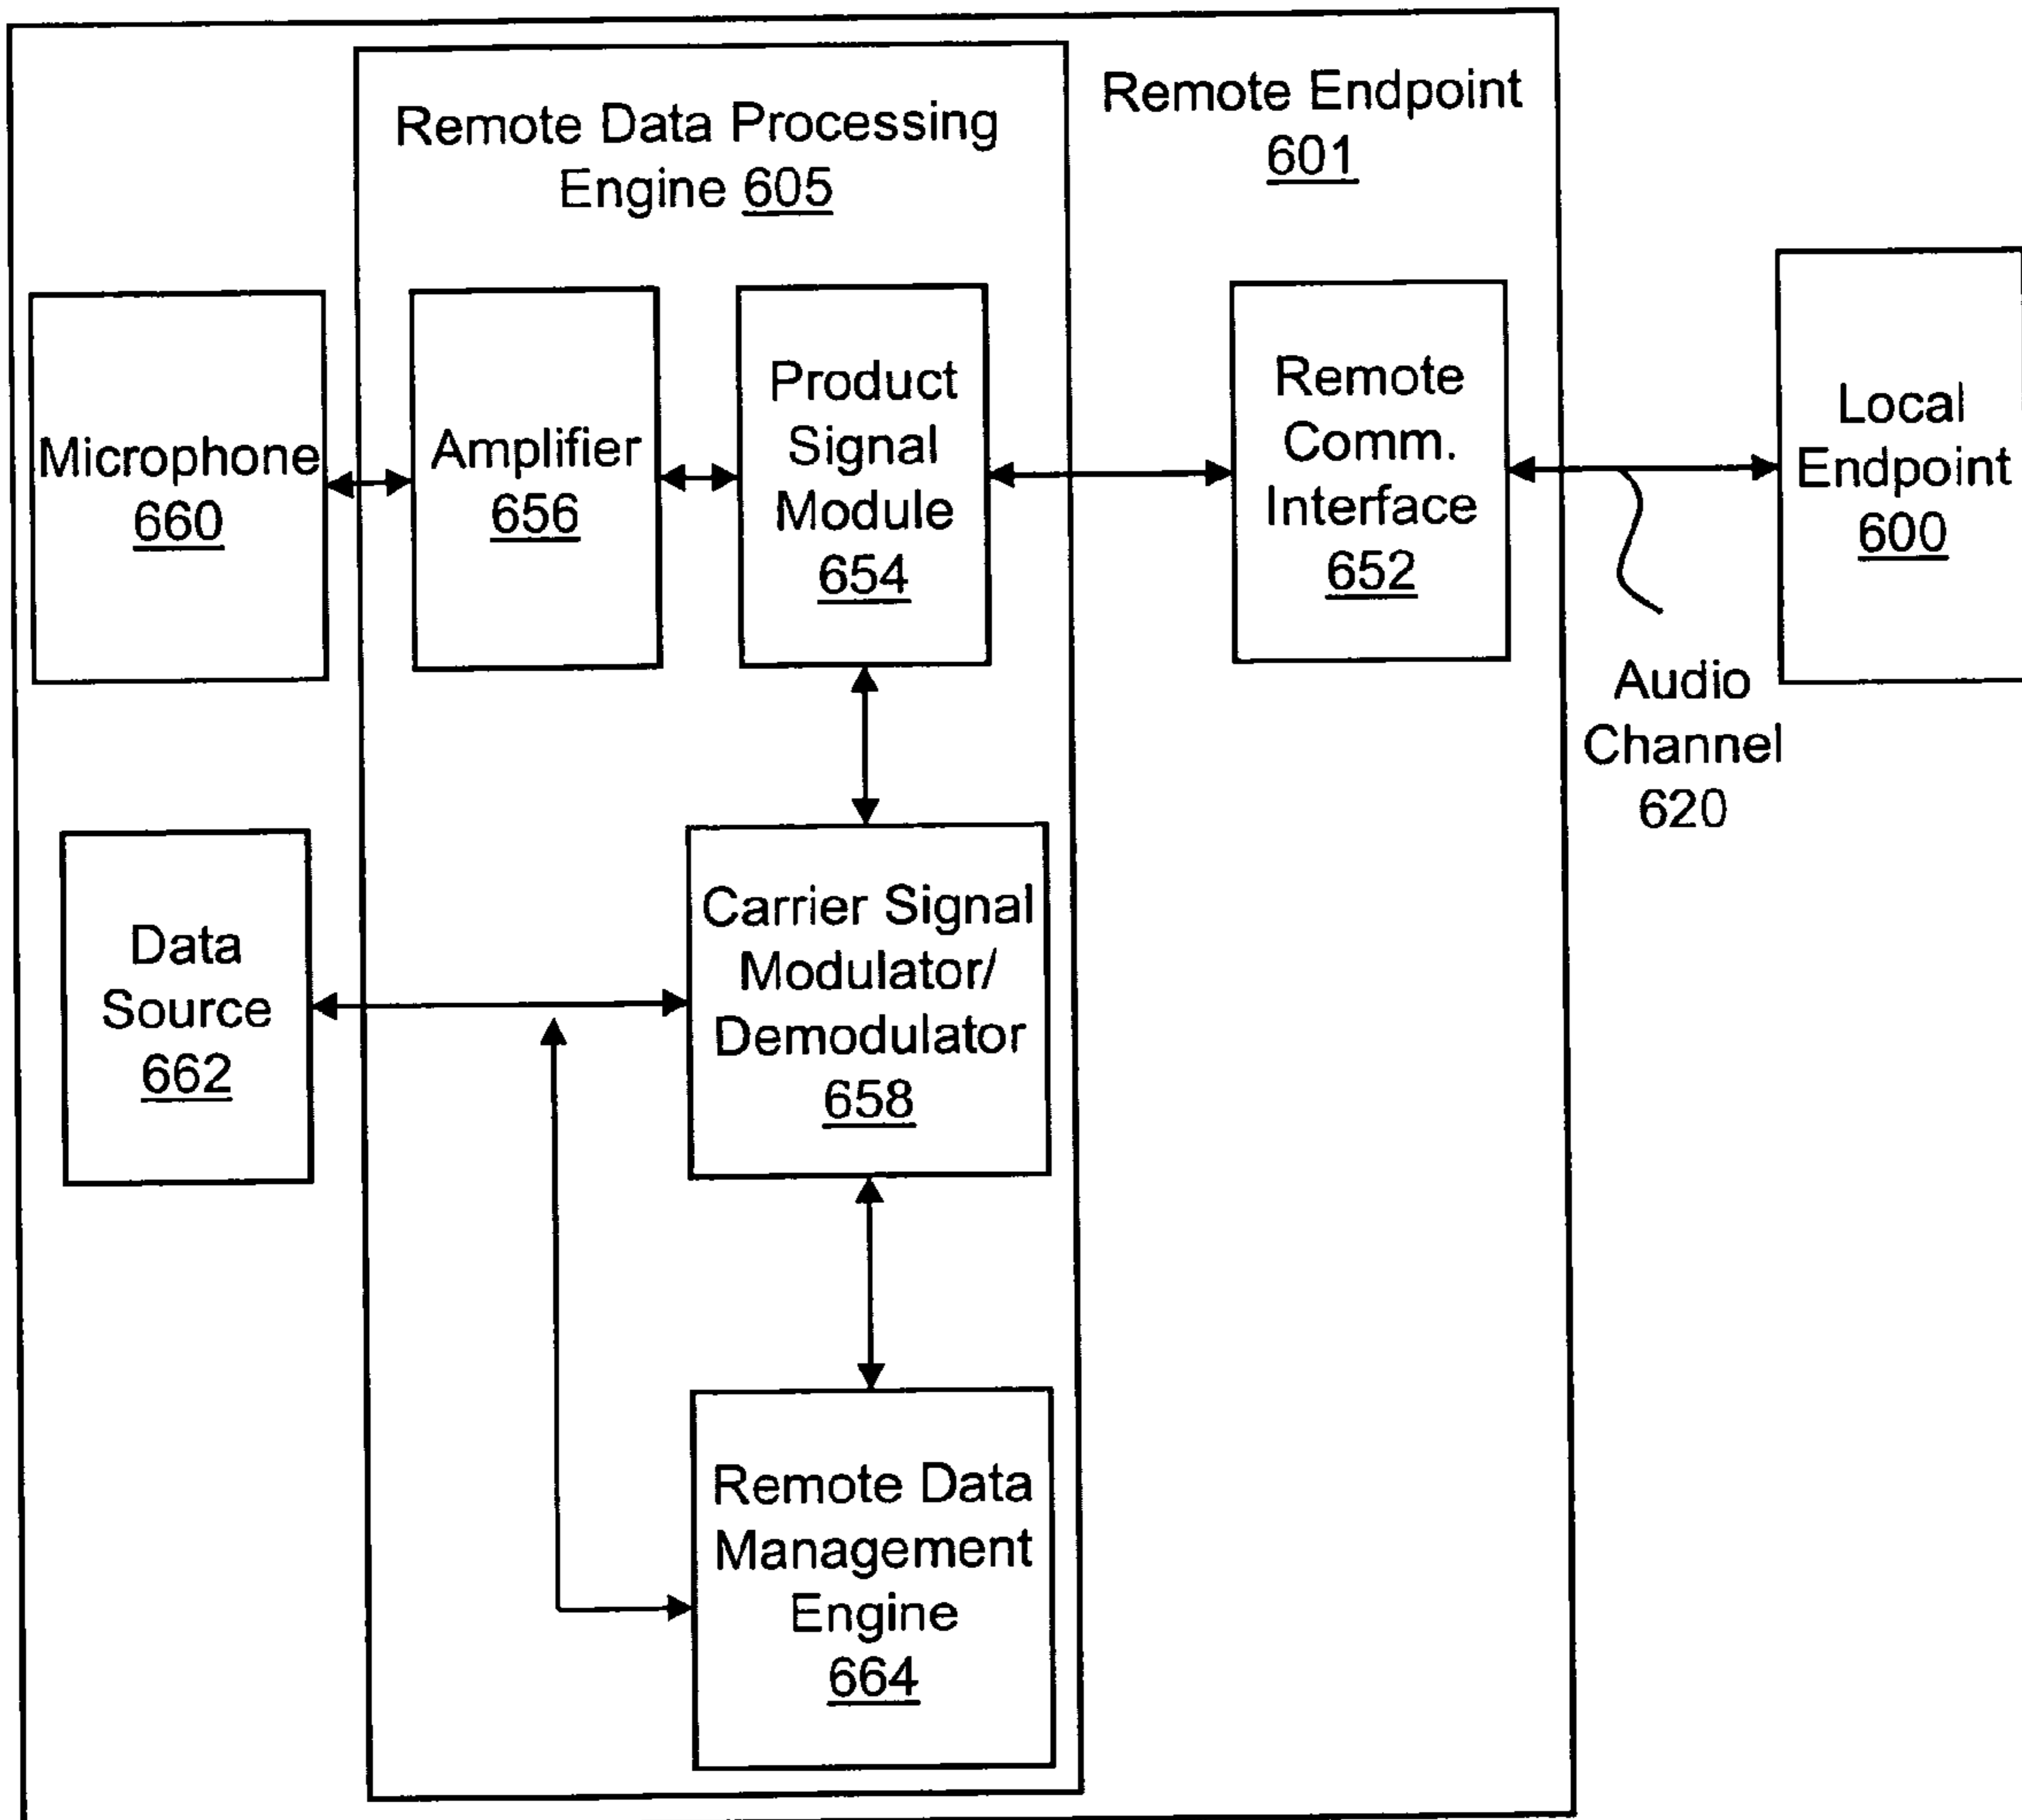 Remote Data Processing
Engine 605
Remote Endpoint
601
Microphone
660
Amplifier
656
Product
Signal
Module
654
Remote
Comm.
Interface
652
Local
Endpoint
600
Audio
Channel
620
Data
Source
662
Carrier Signal
Modulator/
Demodulator
658
Remote Data
Management
Engine
664